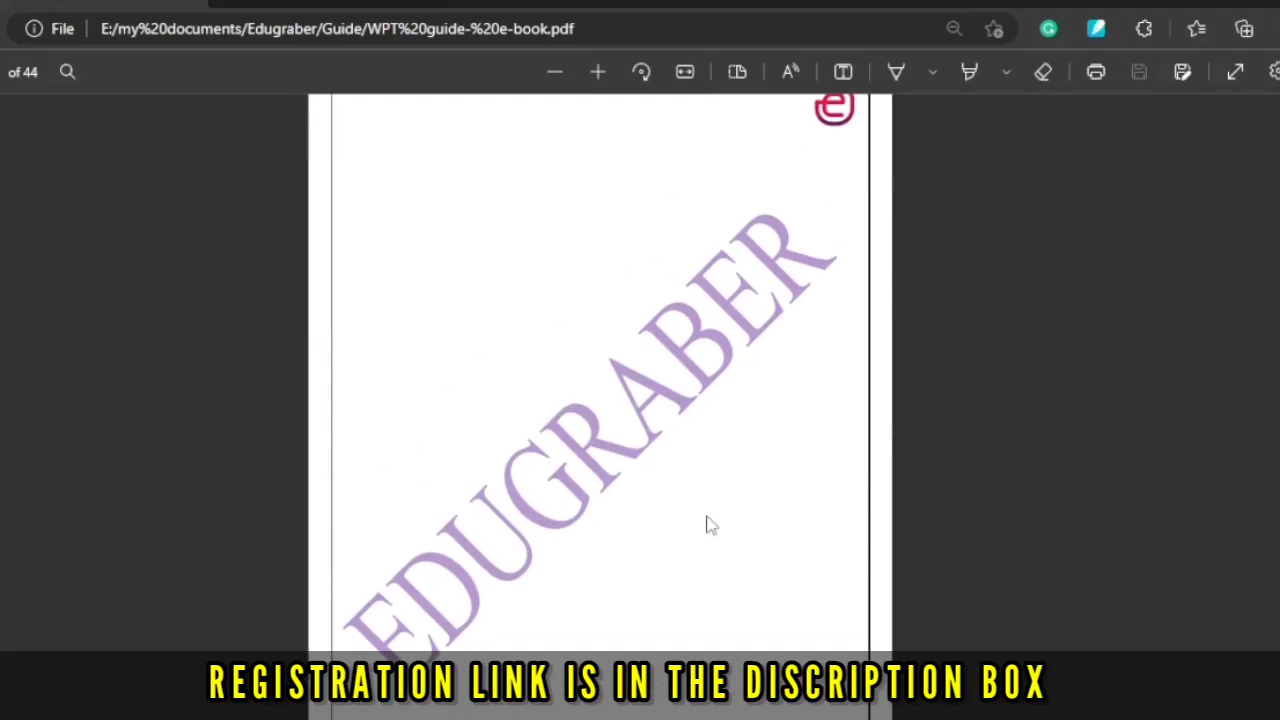 File E:/my%20documents/Edugraber/Guide/WPT%20guide-%20e-book.pdf
of 44
e
EDUGRABER
REGISTRATION LINK IS IN THE DISCRIPTION BOX